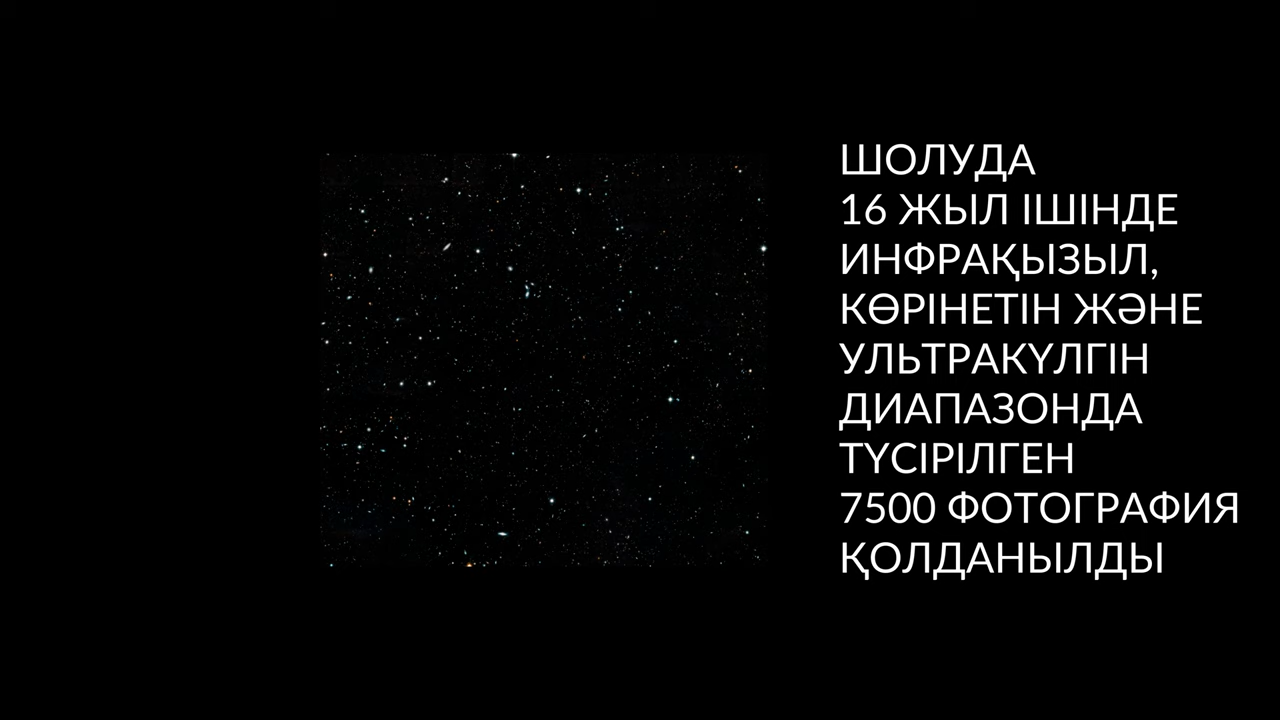 ШОЛУДА
16 ЖЫЛ ІШІНДЕ
ИНФРАҚЫЗЫЛ,
КӨРІНЕТІН ЖӘНЕ
УЛЬТРАКҮЛГІН
ДИАПАЗОНДА
ТҮСІРІЛГЕН
7500 ФОТОГРАФИЯ
ҚОЛДАНЫЛДЫ